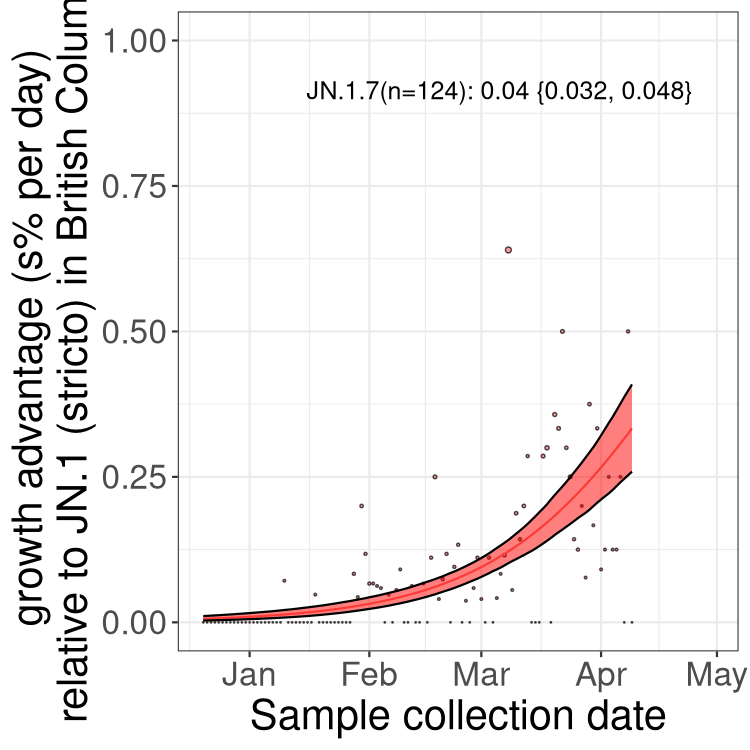 growth advantage (s% per day)
relative to JN.1 (stricto) in British Colum
1.00
0.75
0.50
0.25
0.00
JN.1.7(n=124): 0.04 {0.032, 0.048}
Jan Feb Mar Apr May
Sample collection date